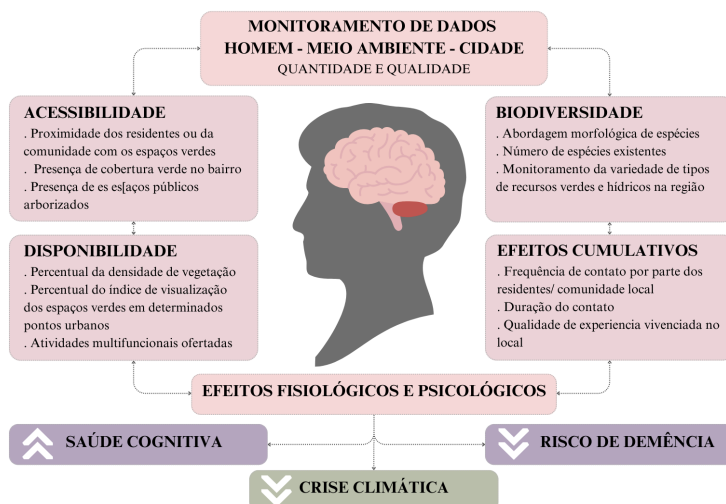 MONITORAMENTO DE DADOS
HOMEM - MEIO AMBIENTE - CIDADE
QUANTIDADE E QUALIDADE
ACESSIBILIDADE
. Proximidade dos residentes ou da
comunidade com os espaços verdes
. Presença de cobertura verde no bairro
. Presença de es es[aços públicos
arborizados
BIODIVERSIDADE
. Abordagem morfológica de espécies
. Número de espécies existentes
. Monitoramento da variedade de tipos
de recursos verdes e hídricos na região
DISPONIBILIDADE
. Percentual da densidade de vegetação
. Percentual do índice de visualização
dos espaços verdes em determinados
pontos urbanos
. Atividades multifuncionais ofertadas
EFEITOS CUMULATIVOS
. Frequência de contato por parte dos
residentes/ comunidade local
. Duração do contato
. Qualidade de experiencia vivenciada no
local
EFEITOS FISIOLÓGICOS E PSICOLÓGICOS
SAÚDE COGNITIVA
RISCO DE DEMÊNCIA
CRISE CLIMÁTICA